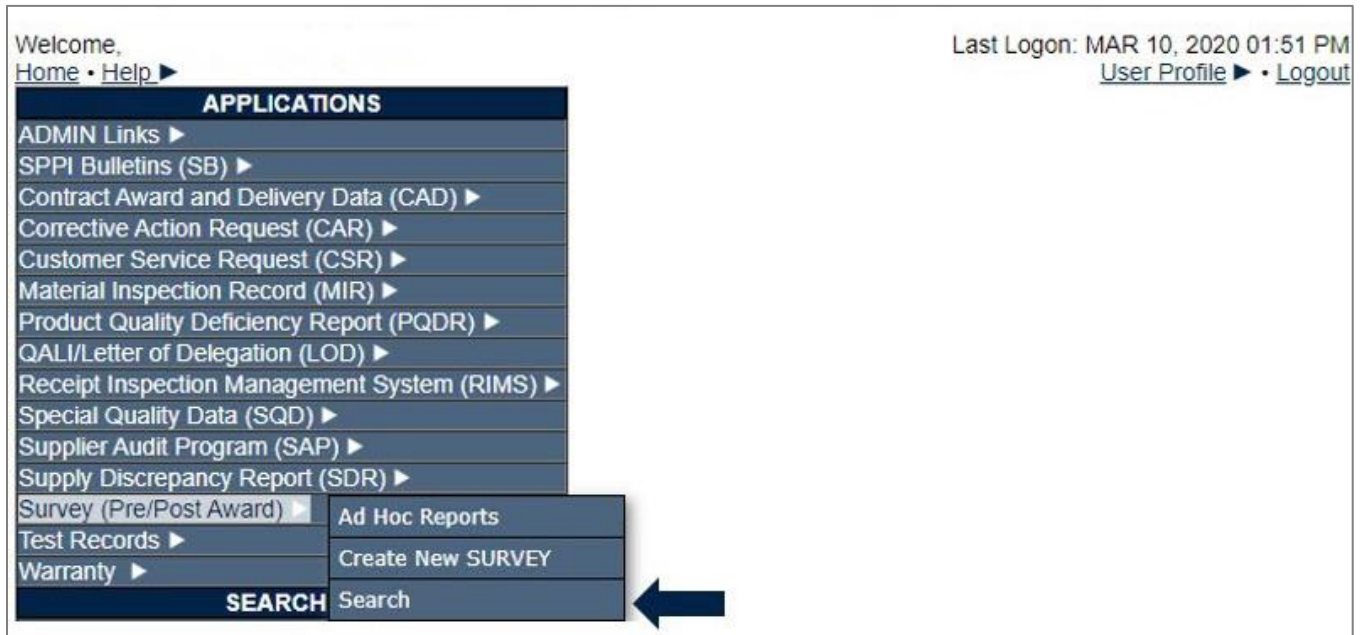 Welcome,
Last Logon: MAR 10, 2020 01:51 PM
Home • Help ▶
User Profile ▶ • Logout
APPLICATIONS
ADMIN Links ▶
SPPI Bulletins (SB) ▶
Contract Award and Delivery Data (CAD) ▶
Corrective Action Request (CAR) ▶
Customer Service Request (CSR) ▶
Material Inspection Record (MIR) ▶
Product Quality Deficiency Report (PQDR) ▶
QALI/Letter of Delegation (LOD) ▶
Receipt Inspection Management System (RIMS) ▶
Special Quality Data (SQD) ▶
Supplier Audit Program (SAP) ▶
Supply Discrepancy Report (SDR) ▶
Survey (Pre/Post Award) ▶
Ad Hoc Reports
Test Records ▶
Create New SURVEY
Warranty ▶
SEARCH
Search